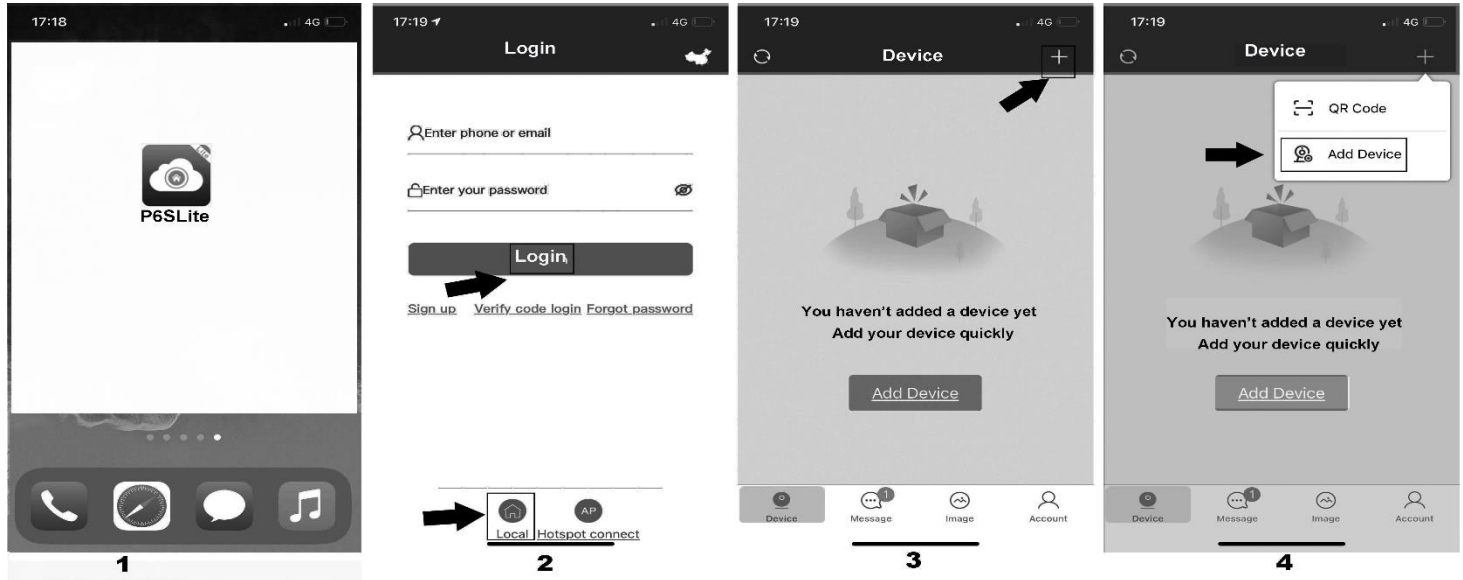 17:18
4G
Lite
P6SLite
1
17:19
4G
Login
Enter phone or email
Enter your password
Login
Sign up Verify code login Forgot password
AP
Local Hotspot connect
2
17:19
4G
Device
You haven't added a device yet
Add your device quickly
Add Device
1
Device Message Image Account
3
17:19
4G
Device
QR Code
Add Device
You haven't added a device yet
Add your device quickly
Add Device
1
Device Message Image Account
4